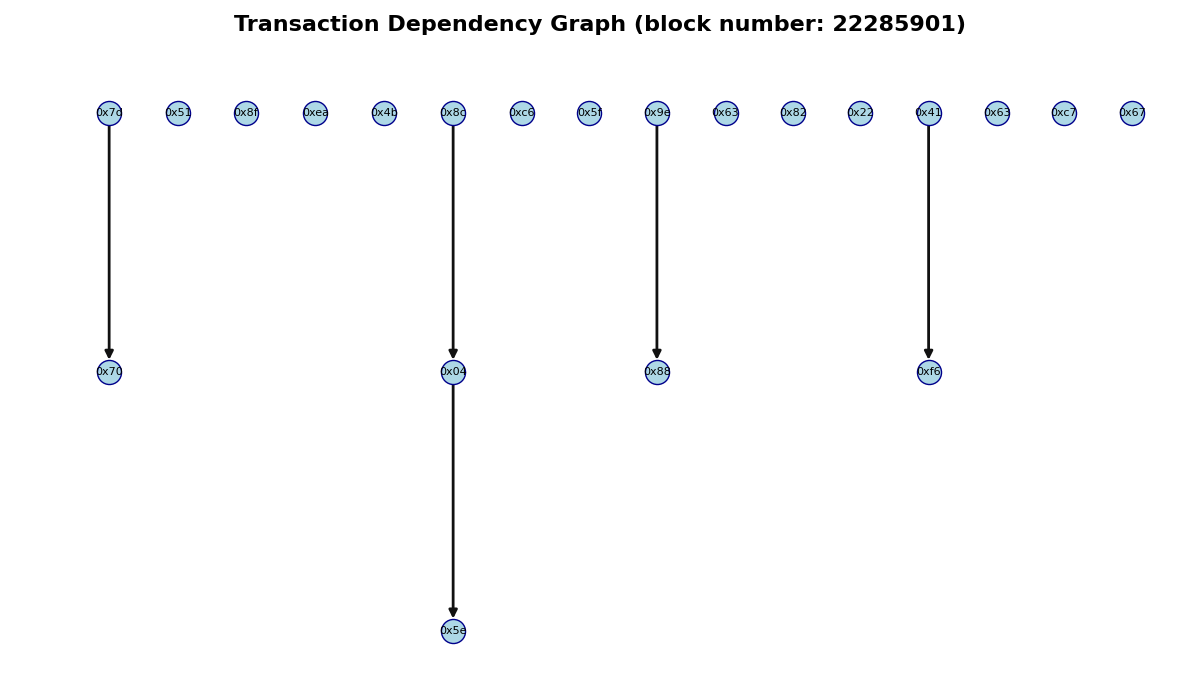 Transaction Dependency Graph (block number: 22285901)
0x7d 0x51 0x8f 0xea 0x4b 0x8c 0xc6 0x5f 0x9e 0x63 0x82 0x22 0x41 0x63 0xc7 0x67
0x70 0x04 0x88 0xf6
0x5e